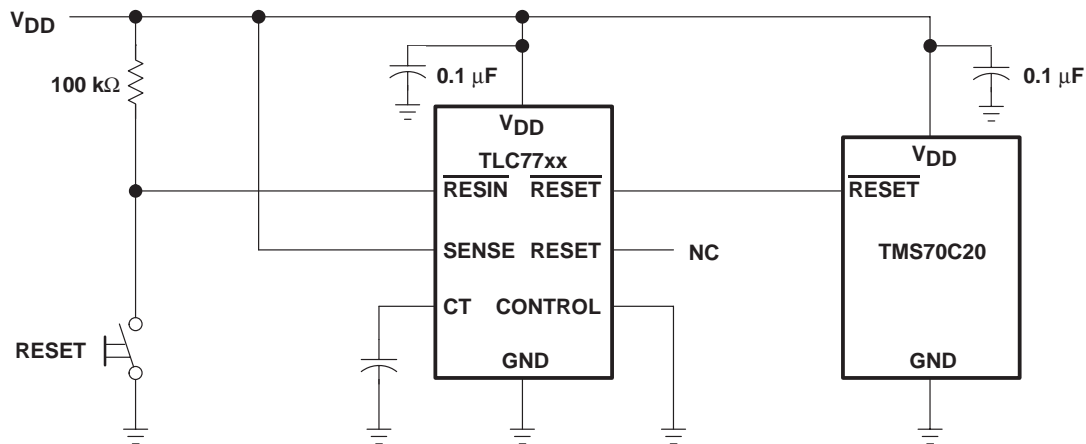 VDD
100 kΩ
0.1 μF
0.1 μF
VDD
TLC77xx
RESIN RESET
SENSE RESET
NC
CT CONTROL
GND
RESET
VDD
RESET
TMS70C20
GND